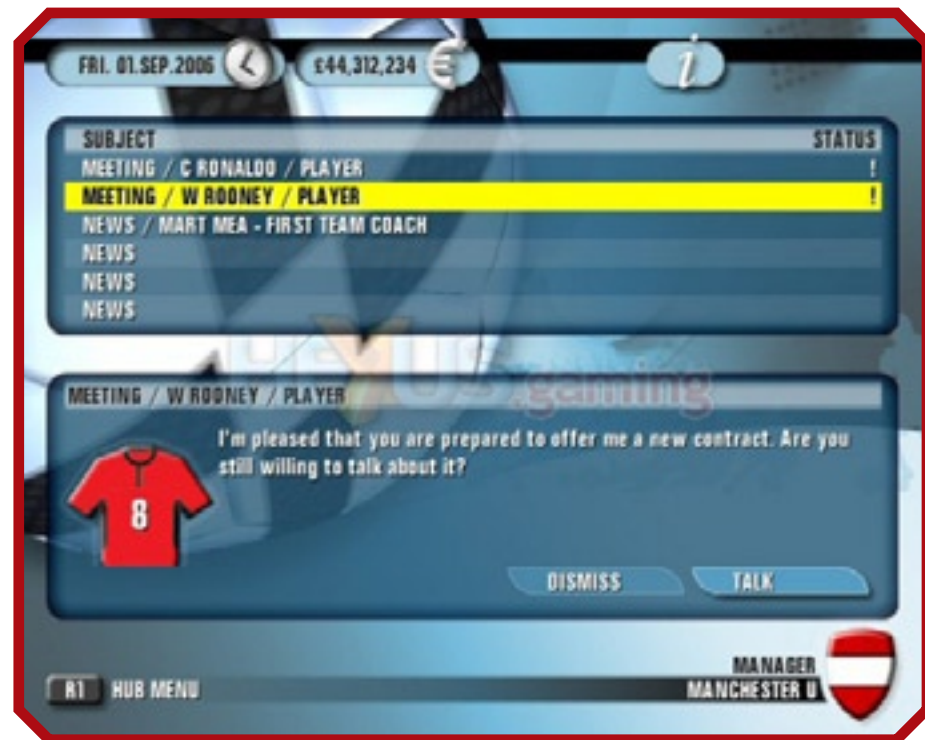 FRI. 01.SEP.2006 £44,312,234 € i
SUBJECT STATUS
MEETING / C RONALDO / PLAYER !
MEETING / W ROONEY / PLAYER !
NEWS / MART MEA - FIRST TEAM COACH
NEWS
NEWS
NEWS
HEXUS.gaming
MEETING / W ROONEY / PLAYER
I'm pleased that you are prepared to offer me a new contract. Are you
still willing to talk about it?
8
DISMISS TALK
MANAGER
R1 HUB MENU MANCHESTER U